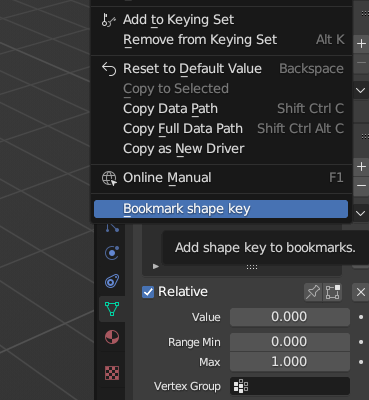 Add to Keying Set
Remove from Keying Set Alt K
Reset to Default Value Backspace
Copy to Selected
Copy Data Path Shift Ctrl C
Copy Full Data Path Shift Ctrl Alt C
Copy as New Driver
Online Manual F1
Bookmark shape key
Add shape key to bookmarks.
Relative
Value 0.000
Range Min 0.000
Max 1.000
Vertex Group